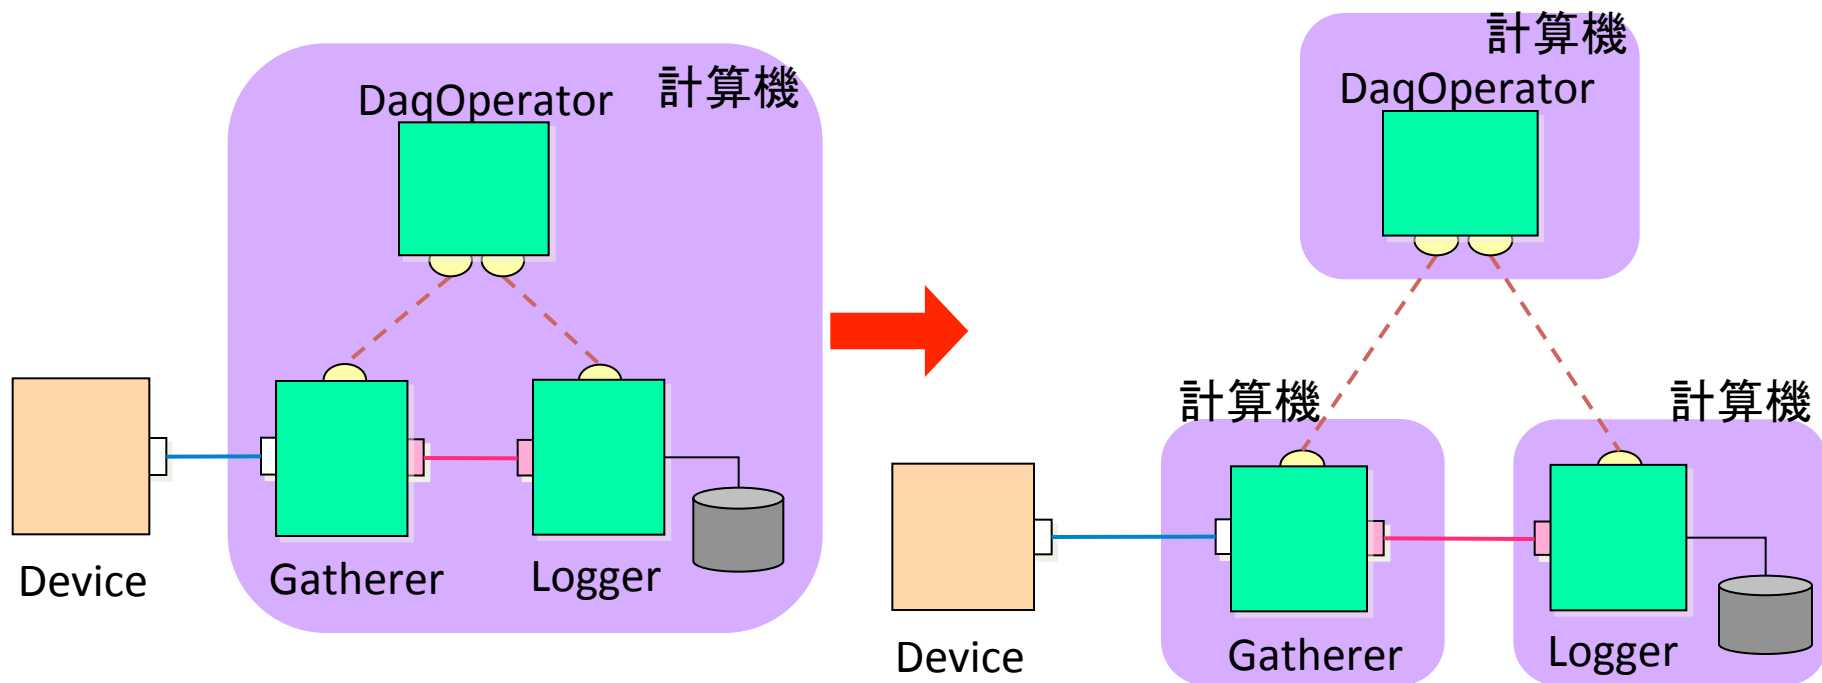 計算機
DaqOperator
Device
Gatherer
Logger
計算機
DaqOperator
計算機
計算機
Device
Gatherer
Logger